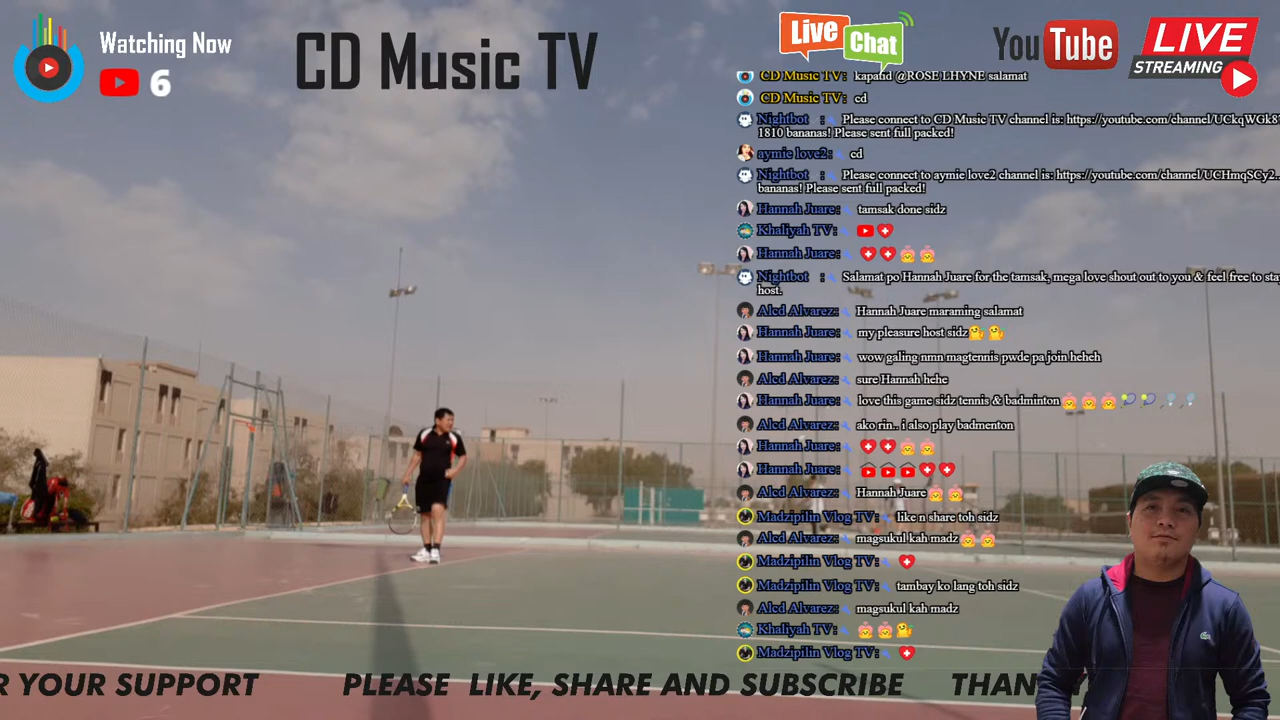 Watching Now
6
CD Music TV
Live Chat
YouTube
LIVE
STREAMING
CD Music TV: kapatid @ROSE LHYNE salamat
CD Music TV: cd
Nightbot : Please connect to CD Music TV channel is: https://youtube.com/channel/UCkqWGk8
1810 bananas! Please sent full packed!
aymie love2: cd
Nightbot : Please connect to aymie love2 channel is: https://youtube.com/channel/UCHmqSCy2...
bananas! Please sent full packed!
Hannah Juare: tamsak done sidz
Khaliyah TV:
Hannah Juare:
Nightbot : Salamat po Hannah Juare for the tamsak, mega love shout out to you & feel free to sta
host.
Alcd Alvarez: Hannah Juare maraming salamat
Hannah Juare: my pleasure host sidz
Hannah Juare: wow galing nmn magtennis pwde pa join heheh
Alcd Alvarez: sure Hannah hehe
Hannah Juare: love this game sidz tennis & badminton
Alcd Alvarez: ako rin.. i also play badmenton
Hannah Juare:
Hannah Juare:
Alcd Alvarez: Hannah Juare
Madzipilin Vlog TV: like n share toh sidz
Alcd Alvarez: magsukul kah madz
Madzipilin Vlog TV:
Madzipilin Vlog TV: tambay ko lang toh sidz
Alcd Alvarez: magsukul kah madz
Khaliyah TV:
Madzipilin Vlog TV:
R YOUR SUPPORT PLEASE LIKE, SHARE AND SUBSCRIBE THAN